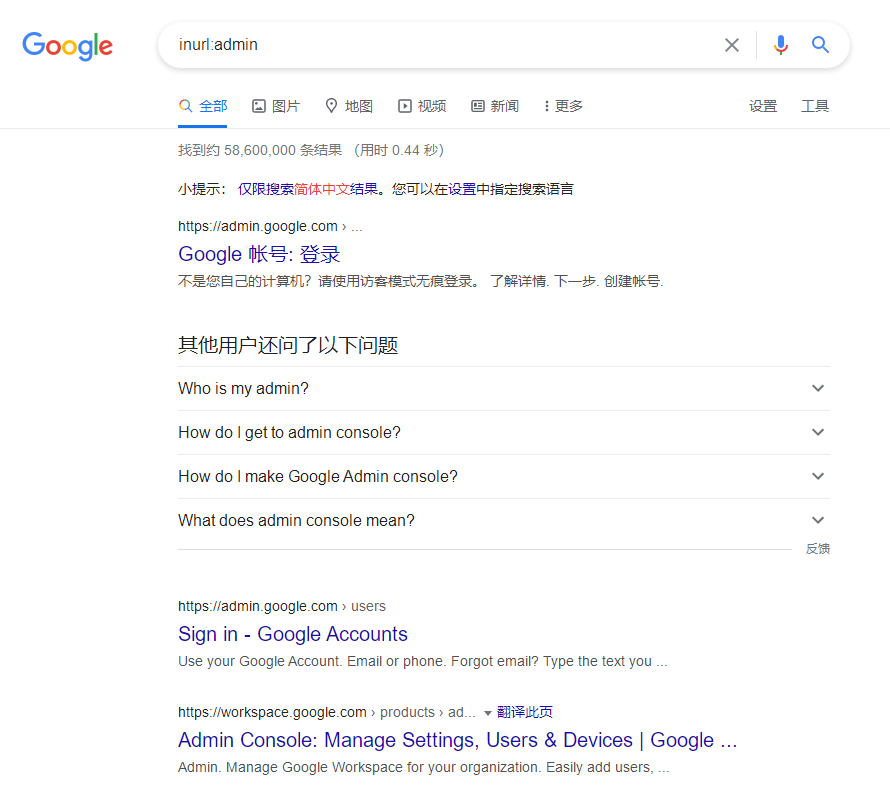 Google
inurl:admin
全部 图片 地图 视频 新闻 更多 设置 工具
找到约 58,600,000 条结果 （用时 0.44 秒）
小提示： 仅限搜索简体中文结果。您可以在设置中指定搜索语言
https://admin.google.com › ...
Google 帐号: 登录
不是您自己的计算机？请使用访客模式无痕登录。 了解详情. 下一步. 创建帐号.
其他用户还问了以下问题
Who is my admin?
How do I get to admin console?
How do I make Google Admin console?
What does admin console mean?
反馈
https://admin.google.com › users
Sign in - Google Accounts
Use your Google Account. Email or phone. Forgot email? Type the text you ...
https://workspace.google.com › products › ad... 翻译此页
Admin Console: Manage Settings, Users & Devices | Google ...
Admin. Manage Google Workspace for your organization. Easily add users, ...